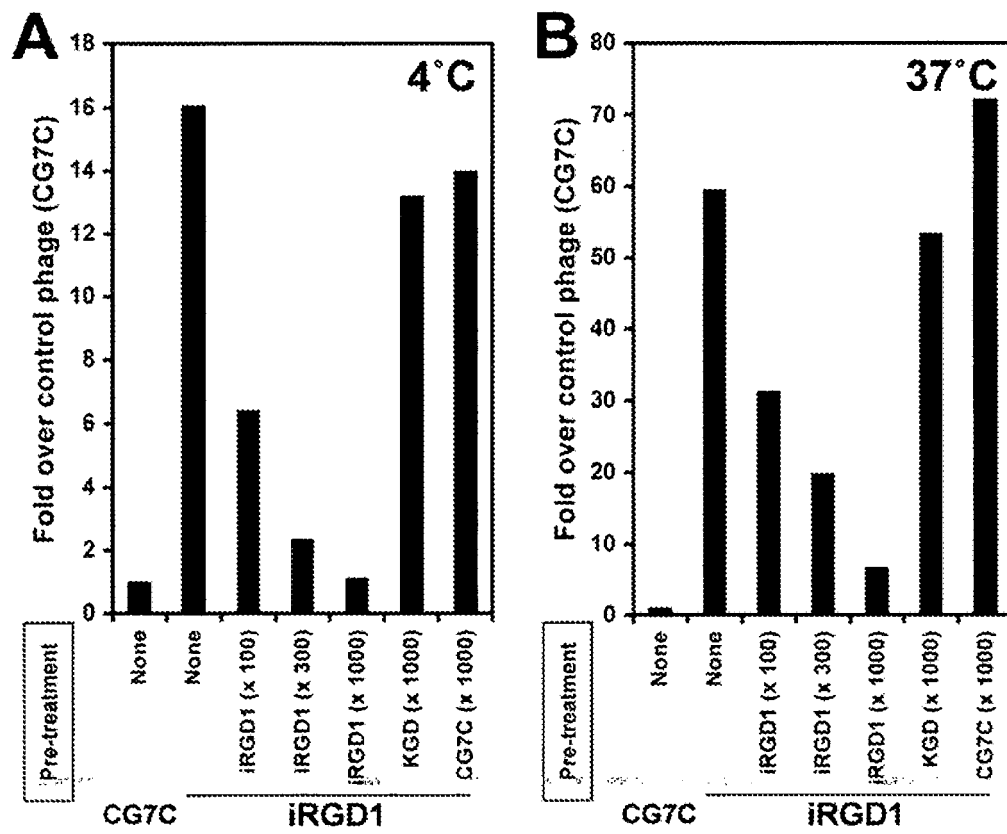 A
4°C
Fold over control phage (CG7C)
18
16
14
12
10
8
6
4
2
0
Pre-treatment
None
None
iRGD1 (x 100)
iRGD1 (x 300)
iRGD1 (x 1000)
KGD (x 1000)
CG7C (x 1000)
CG7C
iRGD1
B
37°C
Fold over control phage (CG7C)
80
70
60
50
40
30
20
10
0
Pre-treatment
None
None
iRGD1 (x 100)
iRGD1 (x 300)
iRGD1 (x 1000)
KGD (x 1000)
CG7C (x 1000)
CG7C
iRGD1